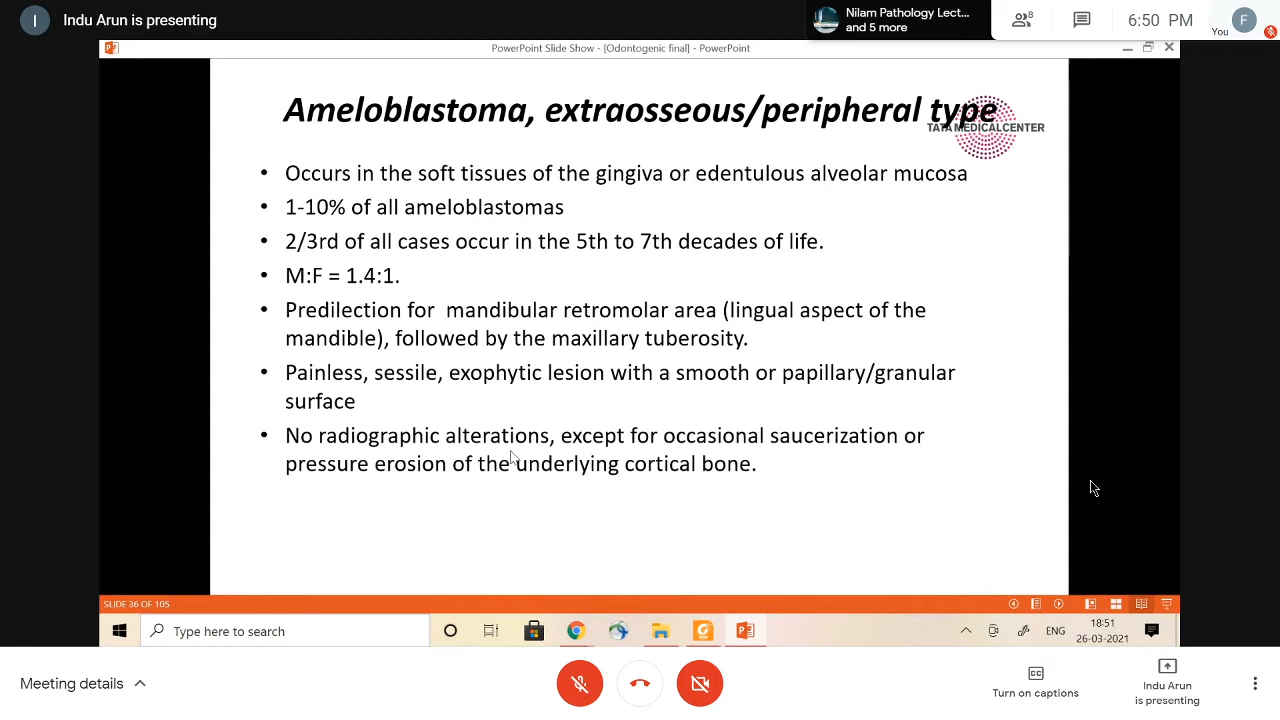 I
Indu Arun is presenting
Nilam Pathology Lect...
and 5 more
8
6:50 PM
F
You
PowerPoint Slide Show - [Odontogenic final] - PowerPoint
Ameloblastoma, extraosseous/peripheral type
TATA MEDICAL CENTER
• Occurs in the soft tissues of the gingiva or edentulous alveolar mucosa
• 1-10% of all ameloblastomas
• 2/3rd of all cases occur in the 5th to 7th decades of life.
• M:F = 1.4:1.
• Predilection for mandibular retromolar area (lingual aspect of the
mandible), followed by the maxillary tuberosity.
• Painless, sessile, exophytic lesion with a smooth or papillary/granular
surface
• No radiographic alterations, except for occasional saucerization or
pressure erosion of the underlying cortical bone.
SLIDE 36 OF 105
Type here to search
ENG
18:51
26-03-2021
Meeting details
CC
Turn on captions
Indu Arun
is presenting